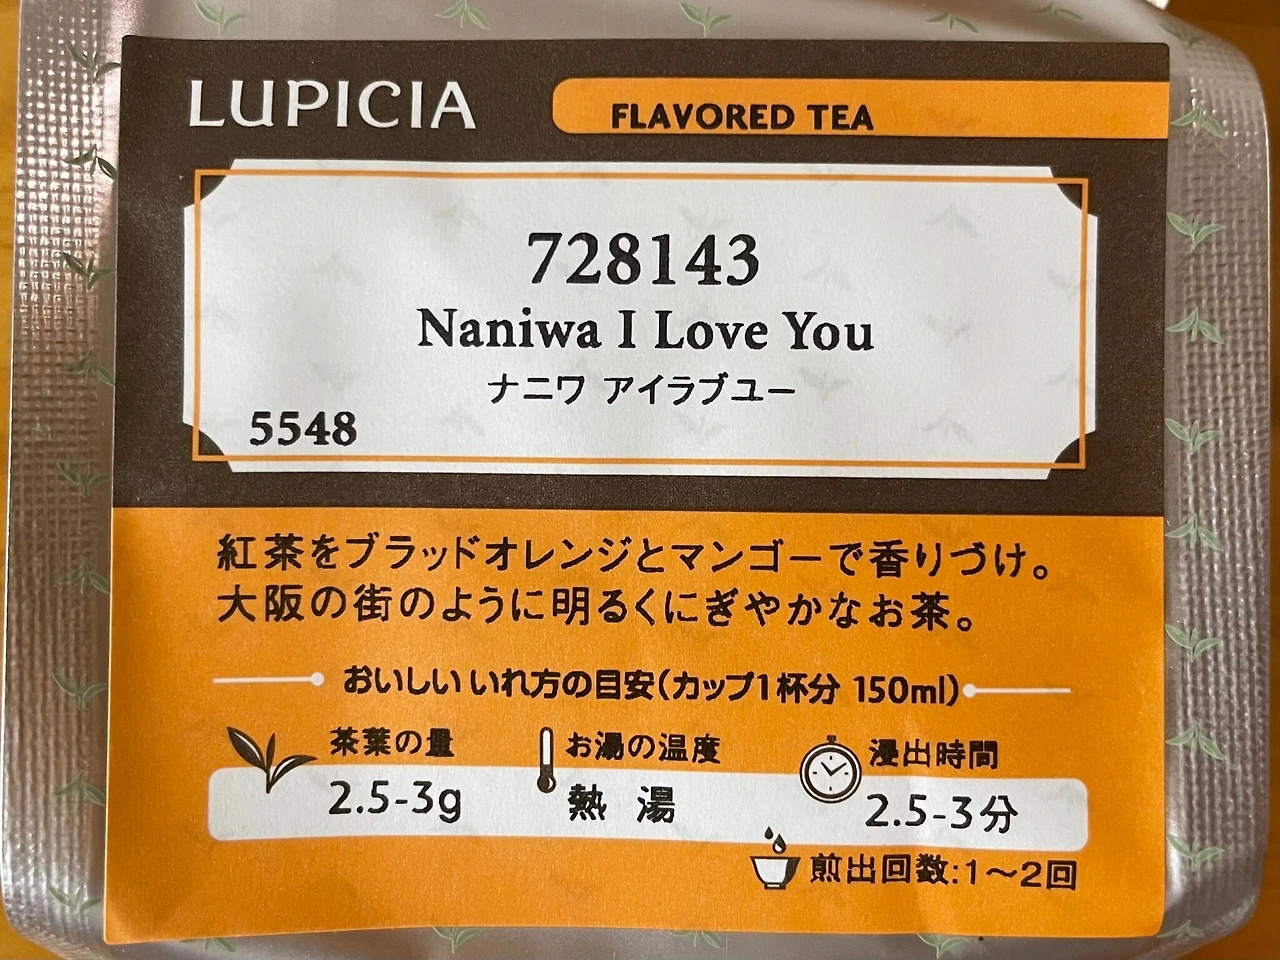 LUPICIA
FLAVORED TEA
728143
Naniwa I Love You
ナニワ アイラブユー
5548
紅茶をブラッドオレンジとマンゴーで香りづけ。
大阪の街のように明るくにぎやかなお茶。
おいしい いれ方の目安(カップ1杯分 150ml)
茶葉の量
2.5-3g
お湯の温度
熱 湯
浸出時間
2.5-3分
煎出回数:1〜2回